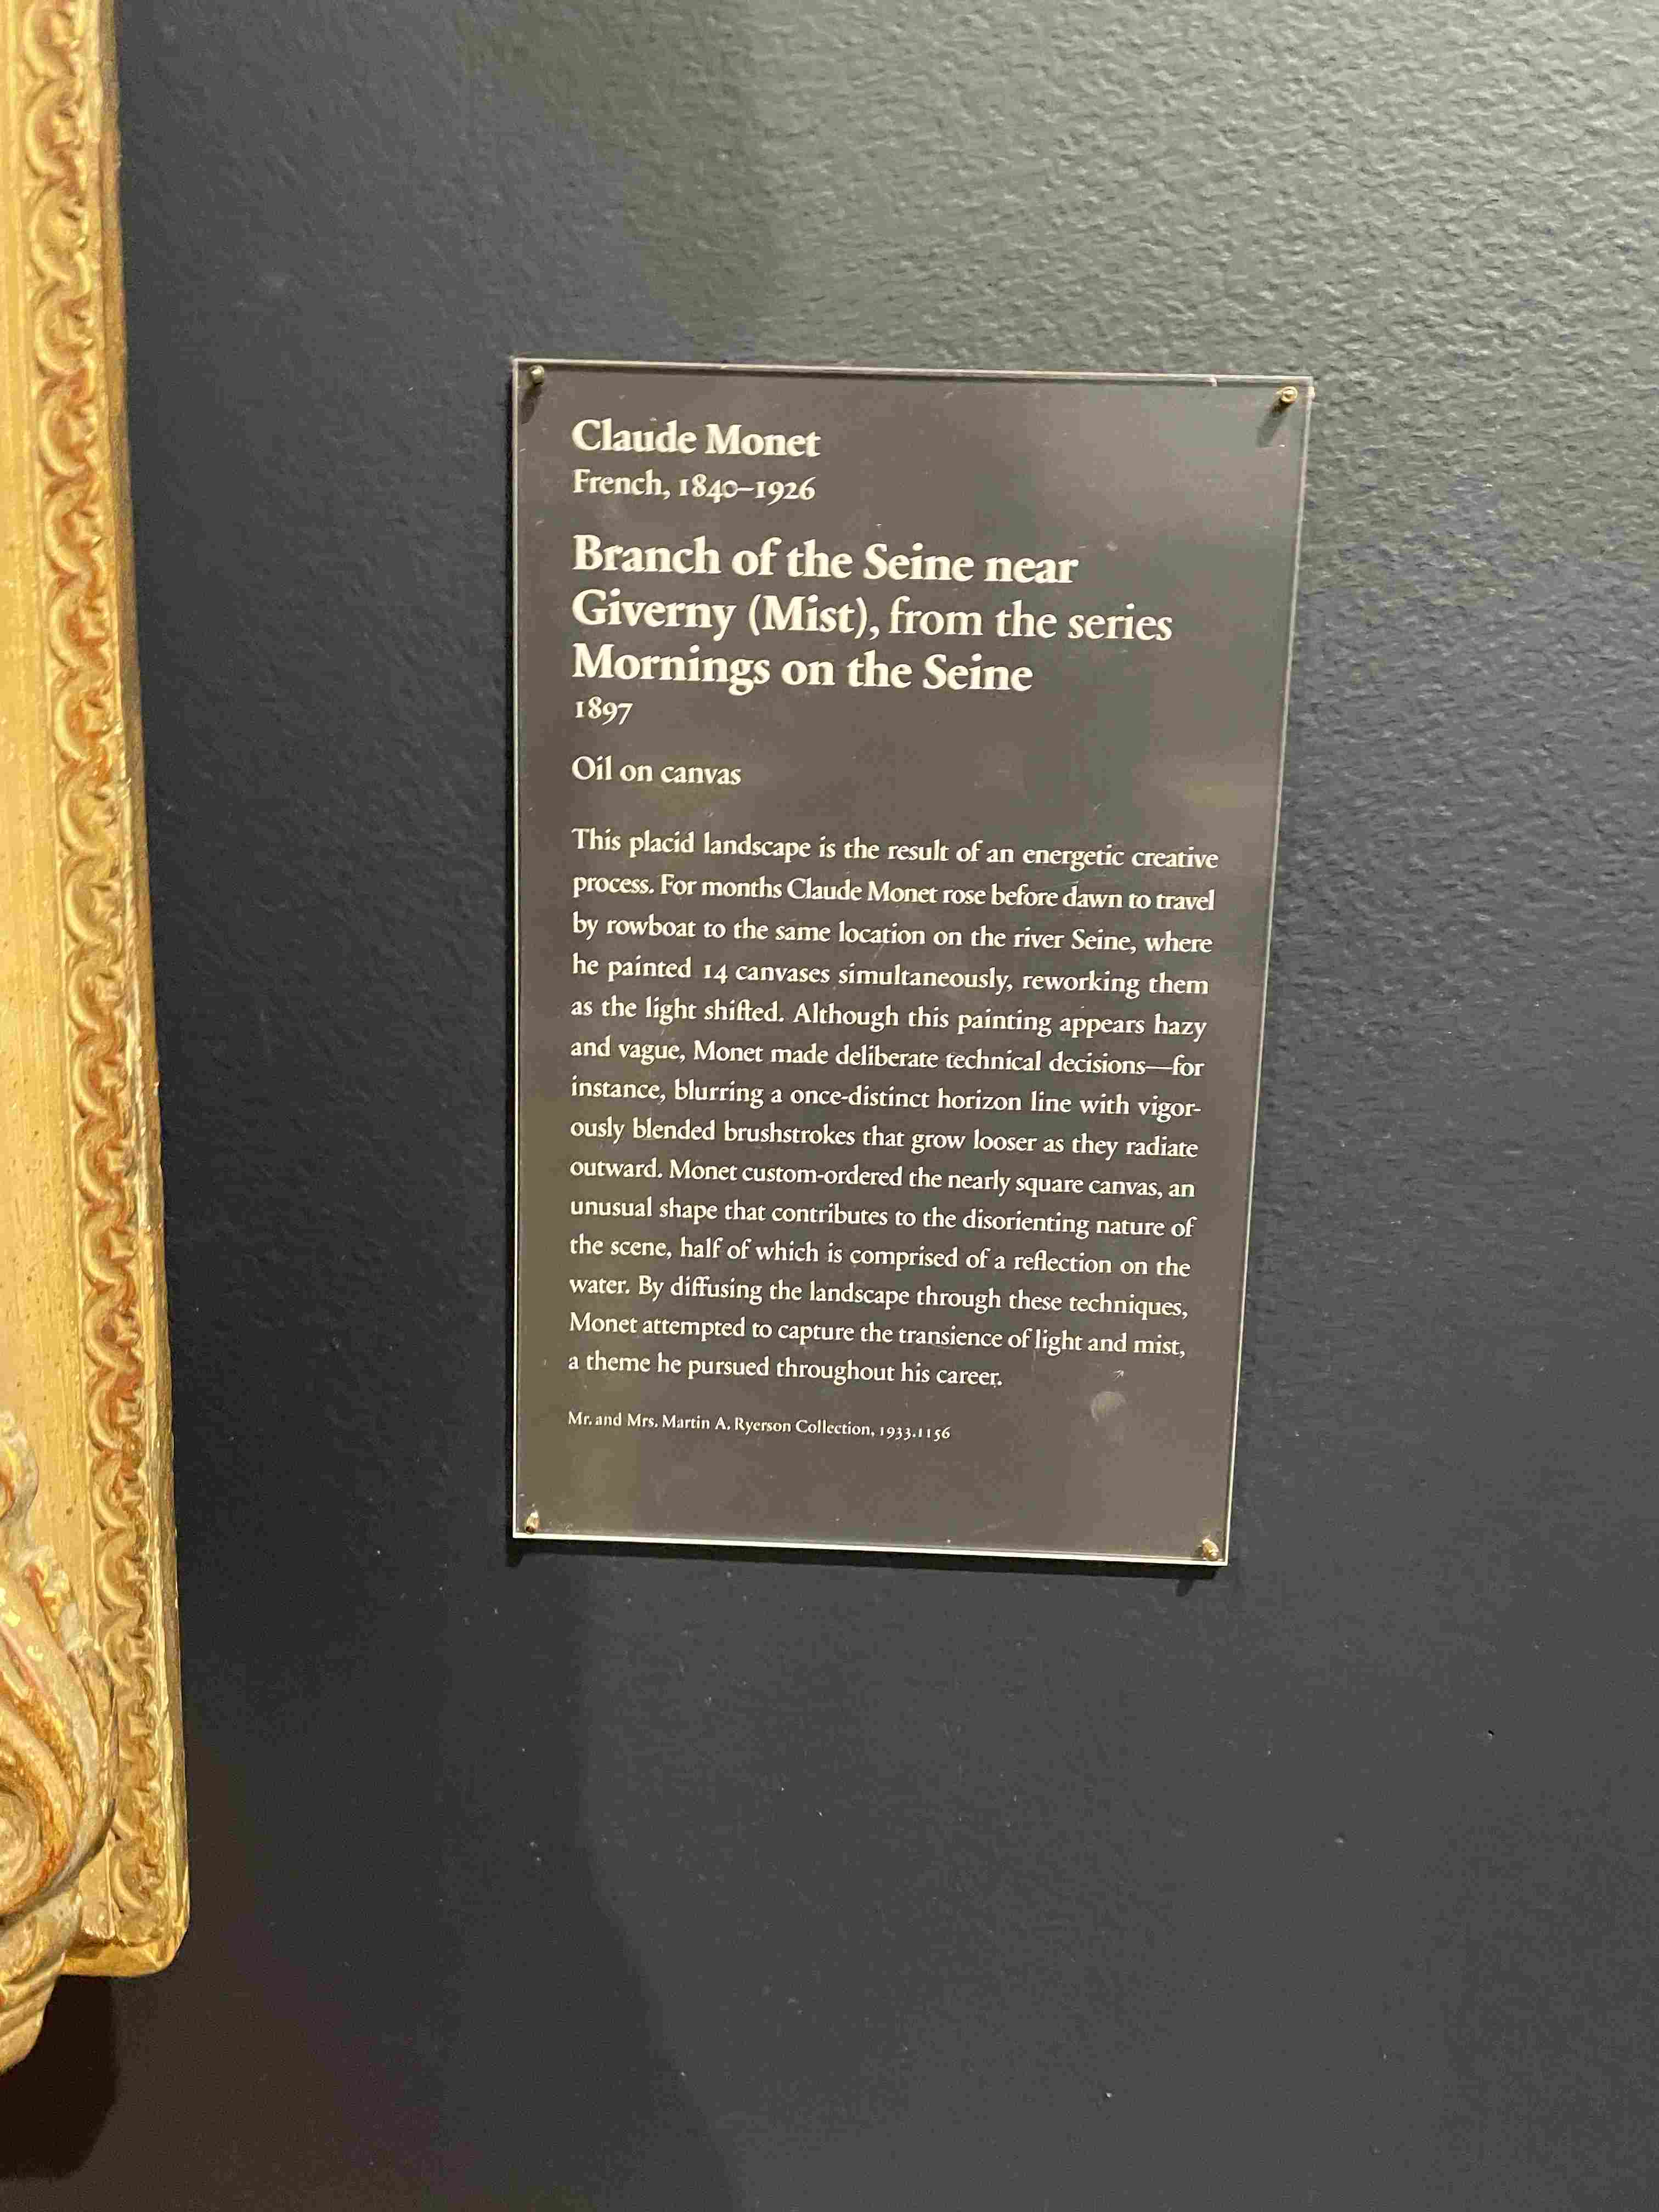 Claude Monet
French, 1840–1926
Branch of the Seine near
Giverny (Mist), from the series
Mornings on the Seine
1897
Oil on canvas
This placid landscape is the result of an energetic creative
process. For months Claude Monet rose before dawn to travel
by rowboat to the same location on the river Seine, where
he painted 14 canvases simultaneously, reworking them
as the light shifted. Although this painting appears hazy
and vague, Monet made deliberate technical decisions—for
instance, blurring a once-distinct horizon line with vigor-
ously blended brushstrokes that grow looser as they radiate
outward. Monet custom-ordered the nearly square canvas, an
unusual shape that contributes to the disorienting nature of
the scene, half of which is comprised of a reflection on the
water. By diffusing the landscape through these techniques,
Monet attempted to capture the transience of light and mist,
a theme he pursued throughout his career.
Mr. and Mrs. Martin A. Ryerson Collection, 1933.1156